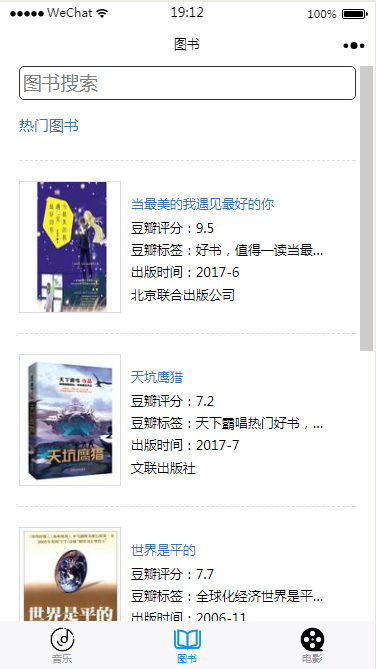 WeChat
19:12
100%
图书
图书搜索
热门图书
当最美的我遇见最好的你
豆瓣评分：9.5
豆瓣标签：好书，值得一读当最...
出版时间：2017-6
北京联合出版公司
天下霸唱 作品
天坑鹰猎
天坑鹰猎
豆瓣评分：7.2
豆瓣标签：天下霸唱热门好书，...
出版时间：2017-7
文联出版社
世界是平的
世界是平的
豆瓣评分：7.7
豆瓣标签：全球化经济世界是平...
出版时间：2006-11
音乐
图书
电影